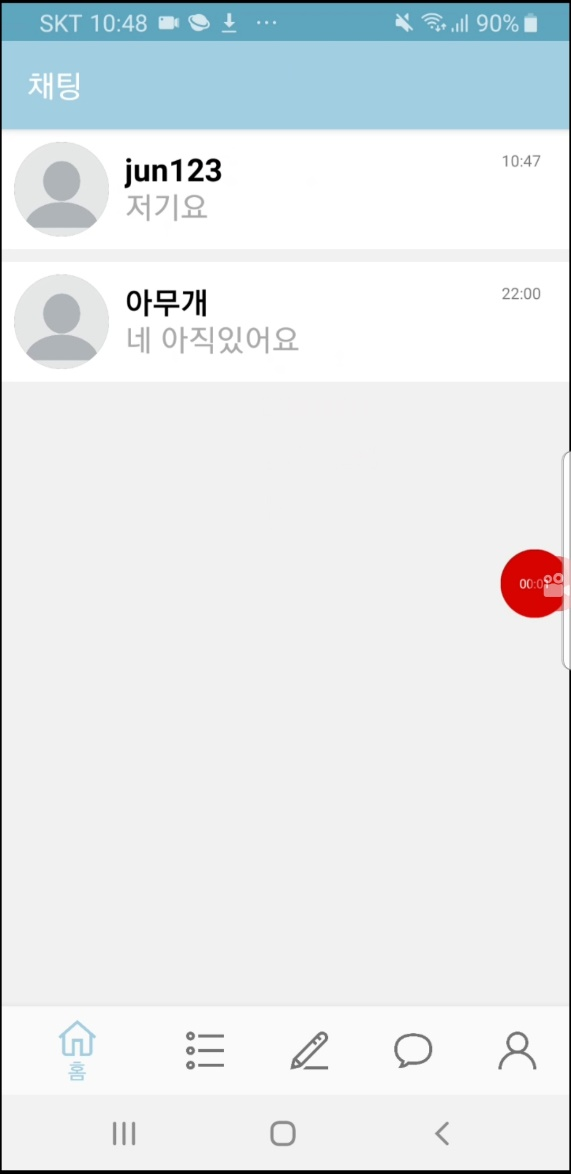 SKT 10:48 90%
채팅
jun123 10:47
저기요
아무개 22:00
네 아직있어요
홈